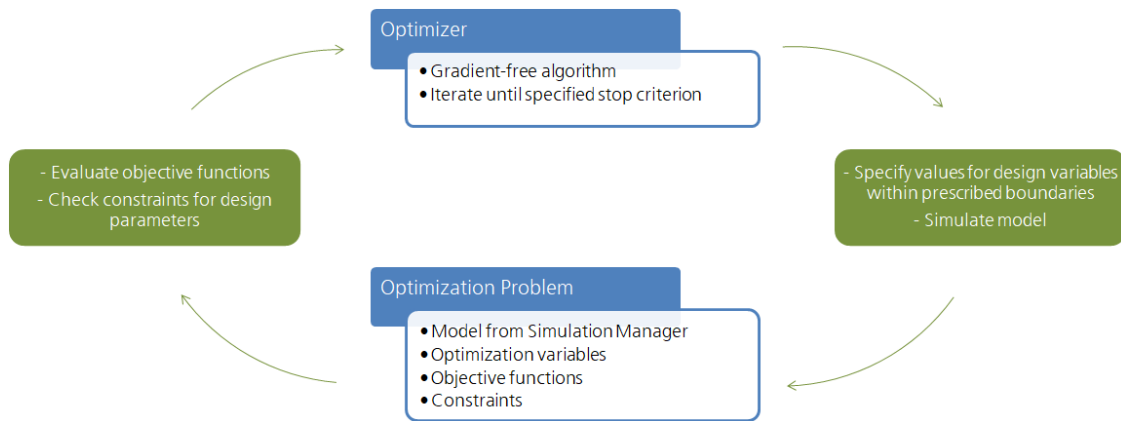 Optimizer
• Gradient-free algorithm
• Iterate until specified stop criterion
- Evaluate objective functions
- Check constraints for design
parameters
- Specify values for design variables
within prescribed boundaries
- Simulate model
Optimization Problem
• Model from Simulation Manager
• Optimization variables
• Objective functions
• Constraints